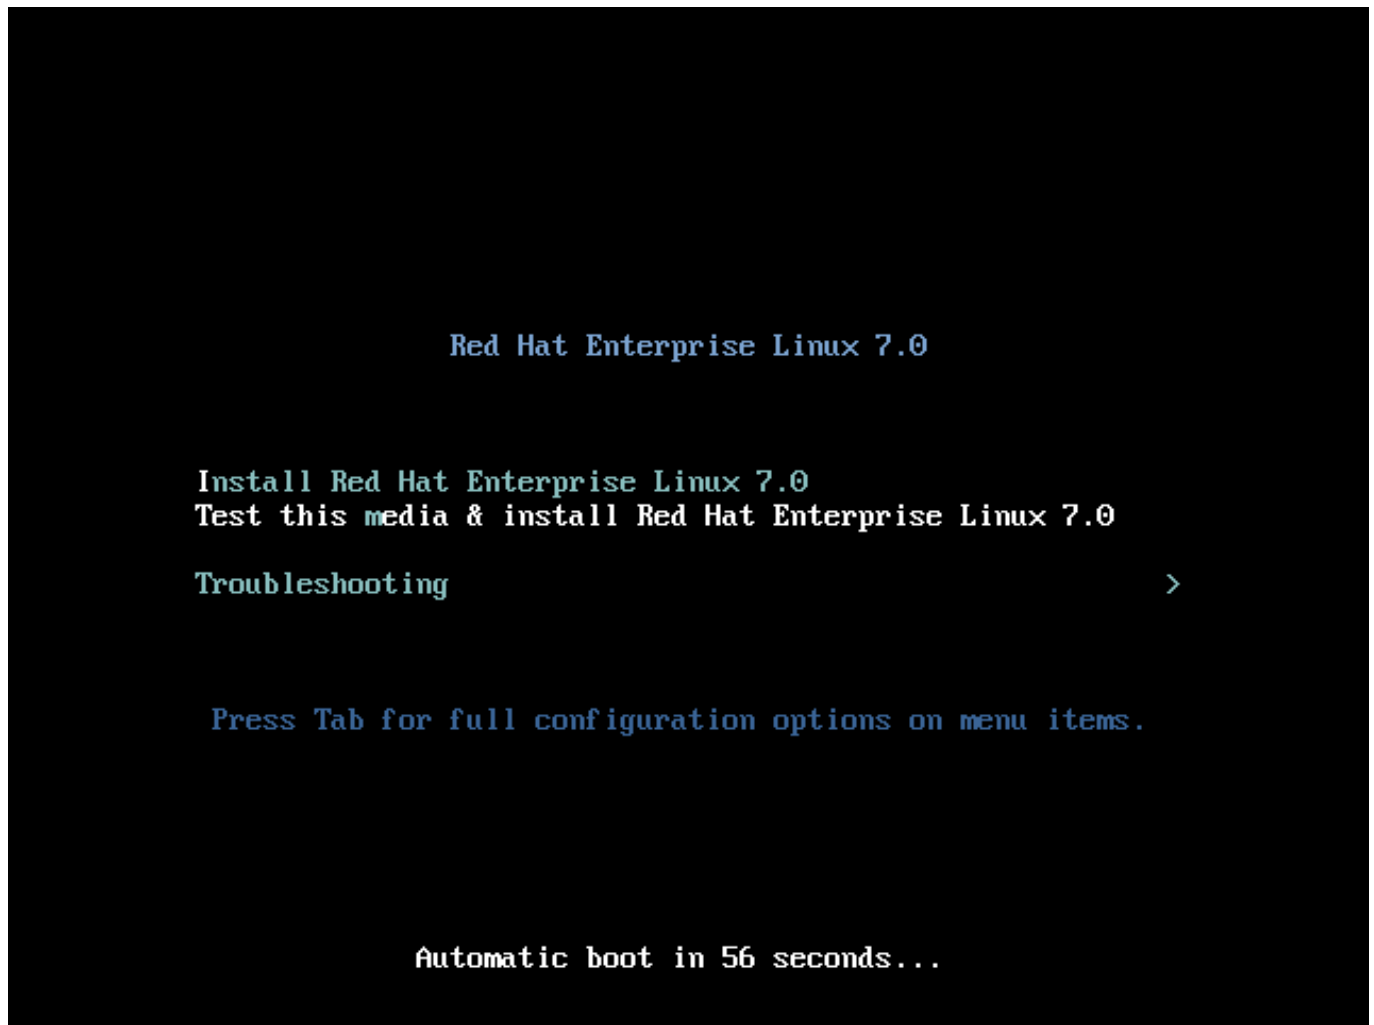 Red Hat Enterprise Linux 7.0
Install Red Hat Enterprise Linux 7.0
Test this media & install Red Hat Enterprise Linux 7.0
Troubleshooting >
Press Tab for full configuration options on menu items.
Automatic boot in 56 seconds...